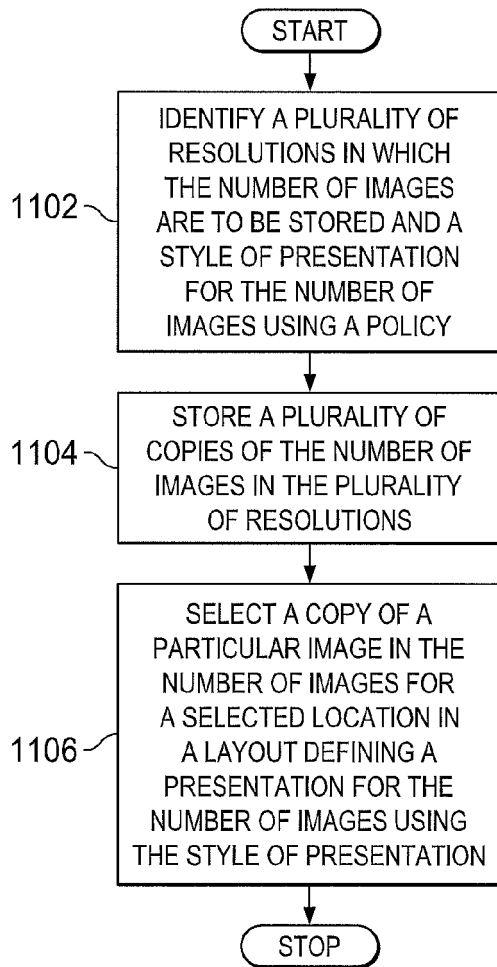 START
1102
IDENTIFY A PLURALITY OF
RESOLUTIONS IN WHICH
THE NUMBER OF IMAGES
ARE TO BE STORED AND A
STYLE OF PRESENTATION
FOR THE NUMBER OF
IMAGES USING A POLICY
1104
STORE A PLURALITY OF
COPIES OF THE NUMBER OF
IMAGES IN THE PLURALITY
OF RESOLUTIONS
1106
SELECT A COPY OF A
PARTICULAR IMAGE IN THE
NUMBER OF IMAGES FOR
A SELECTED LOCATION IN
A LAYOUT DEFINING A
PRESENTATION FOR THE
NUMBER OF IMAGES USING
THE STYLE OF PRESENTATION
STOP